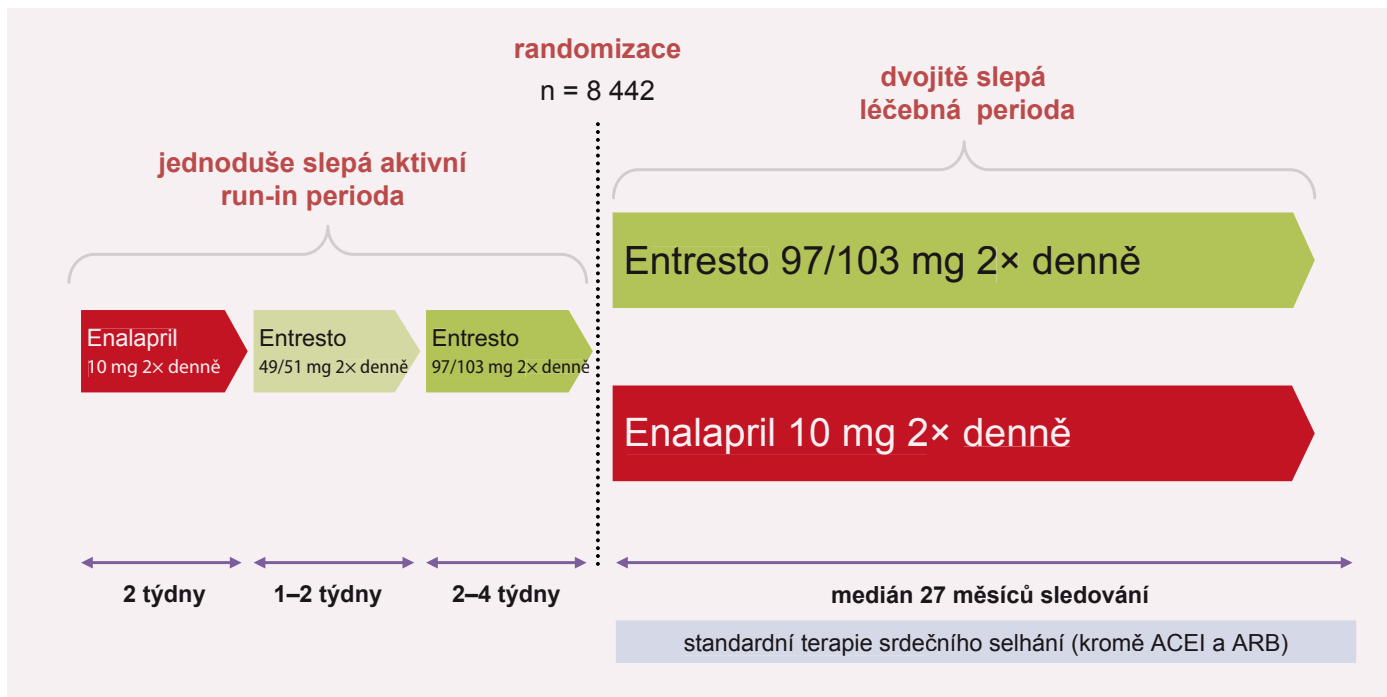 randomizace
n = 8 442
jednoduše slepá aktivní
run-in perioda
dvojitě slepá
léčebná perioda
Enalapril
10 mg 2× denně
Entresto
49/51 mg 2× denně
Entresto
97/103 mg 2× denně
Entresto 97/103 mg 2× denně
Enalapril 10 mg 2× denně
2 týdny
1–2 týdny
2–4 týdny
medián 27 měsíců sledování
standardní terapie srdečního selhání (kromě ACEI a ARB)